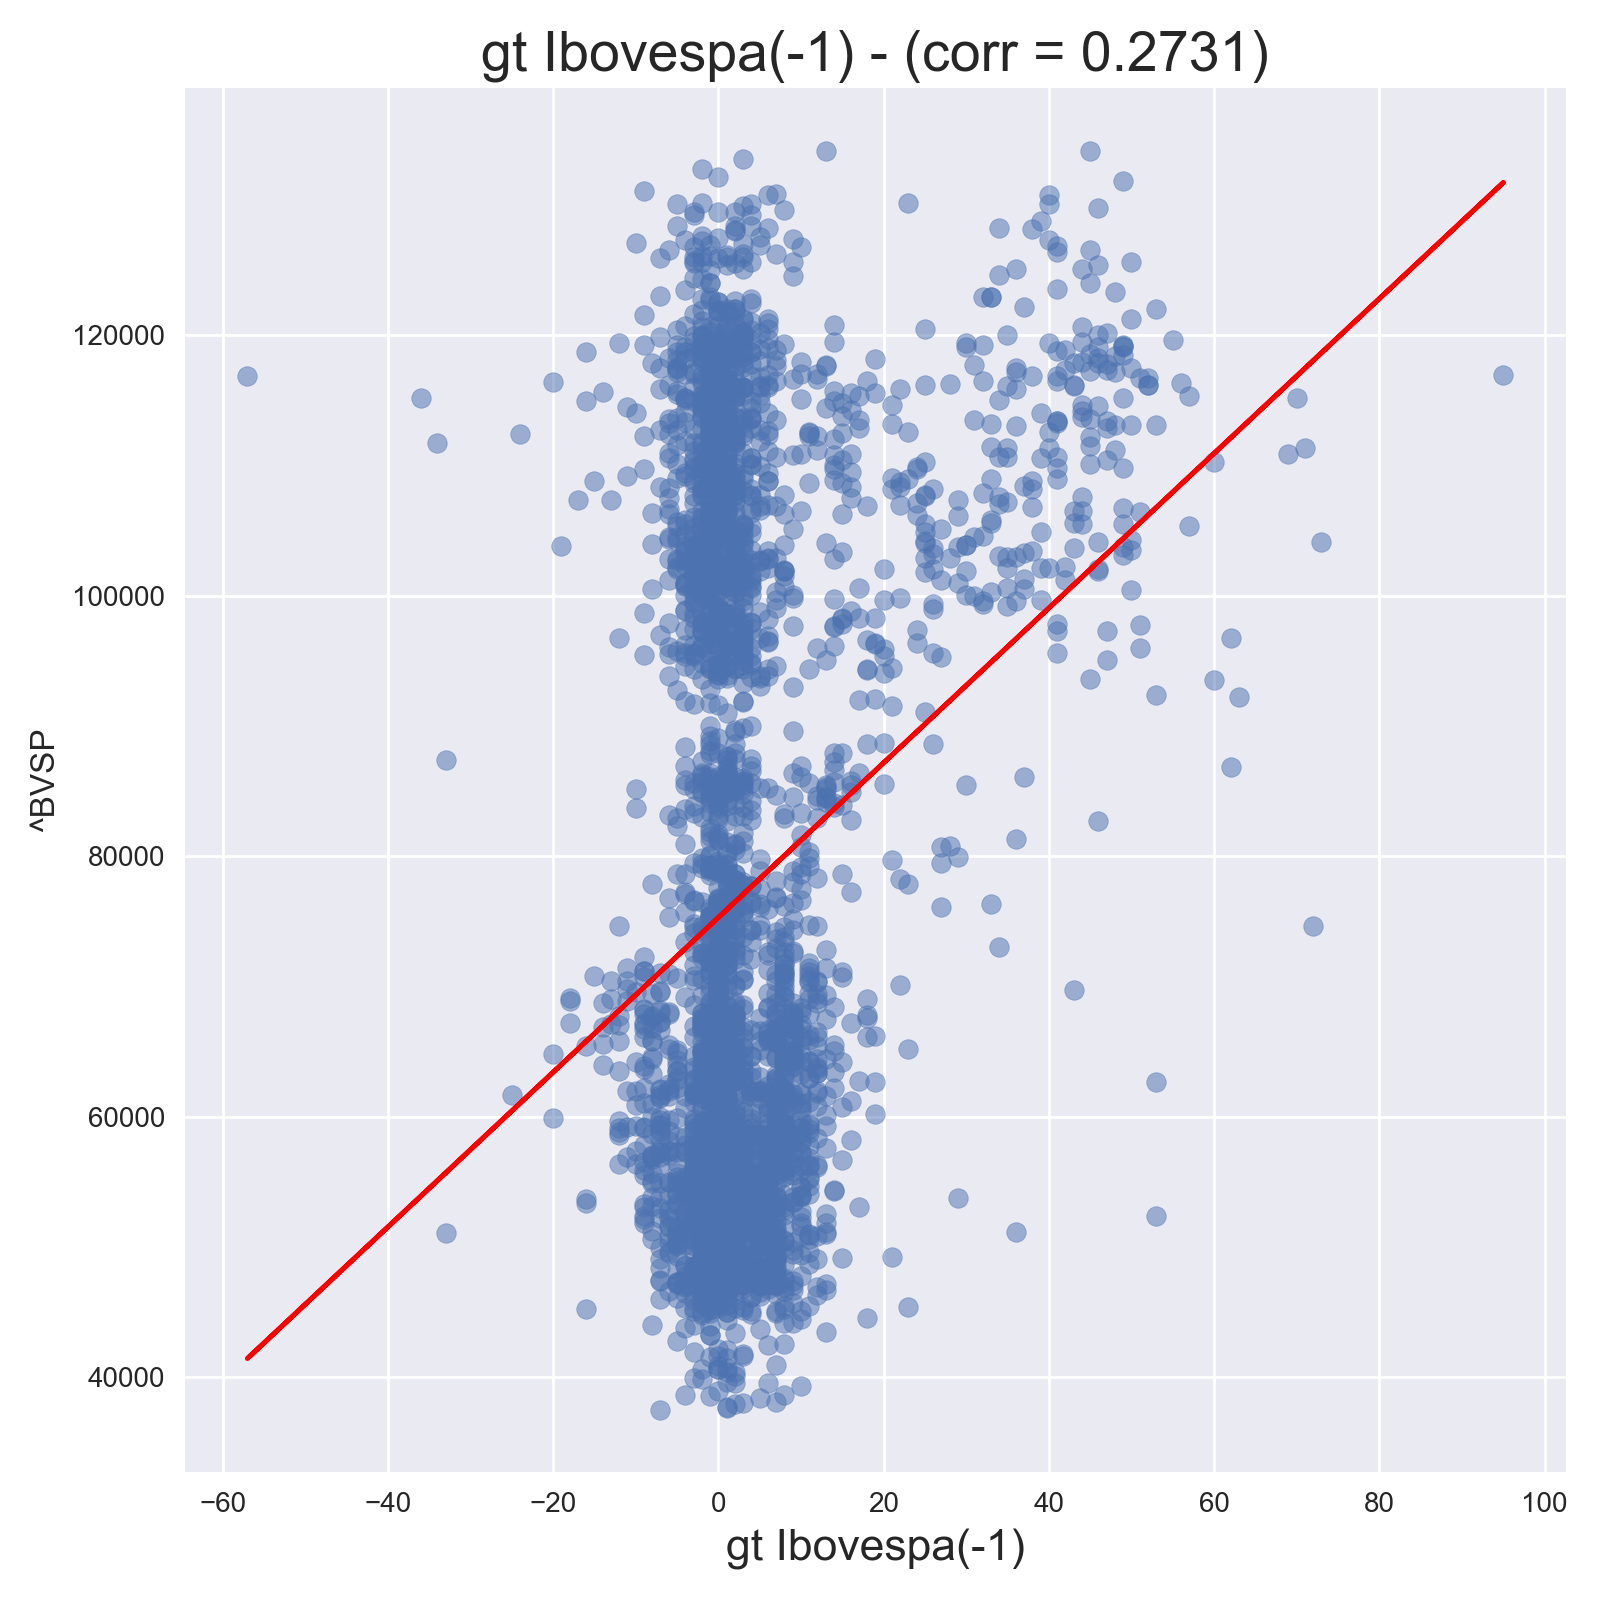 gt Ibovespa(-1) - (corr = 0.2731)
120000
100000
80000
60000
40000
^BVSP
−60 −40 −20 0 20 40 60 80 100
gt Ibovespa(-1)